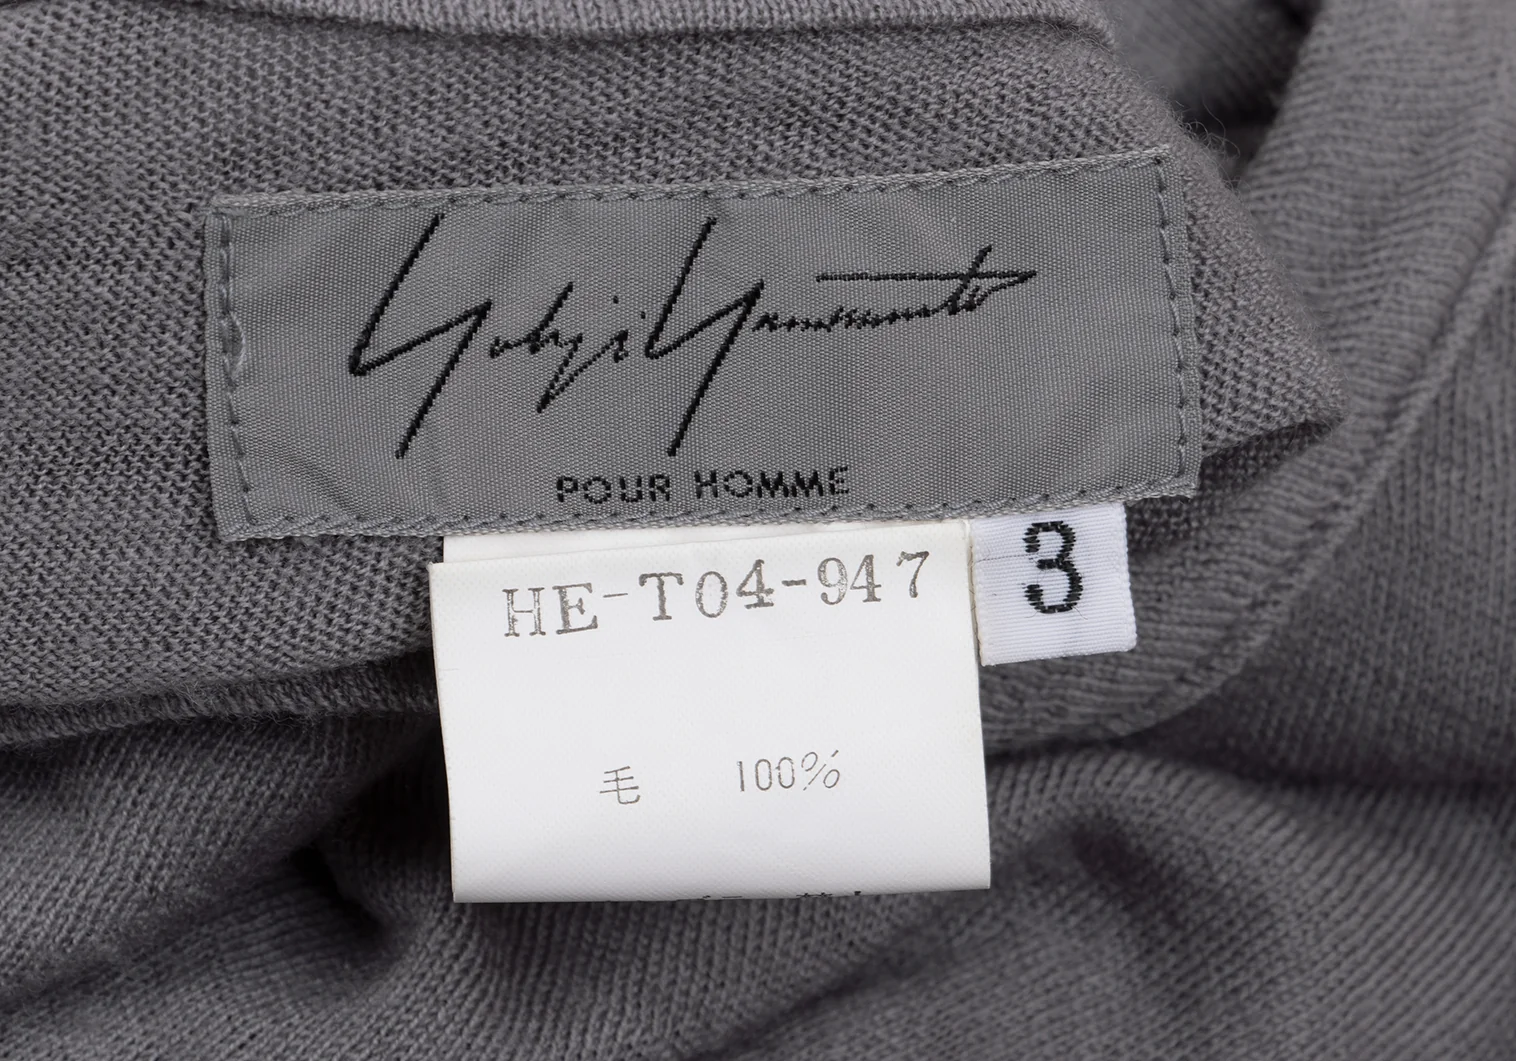 Yohji Yamamoto
POUR HOMME
3
HE-T04-947
毛 100%